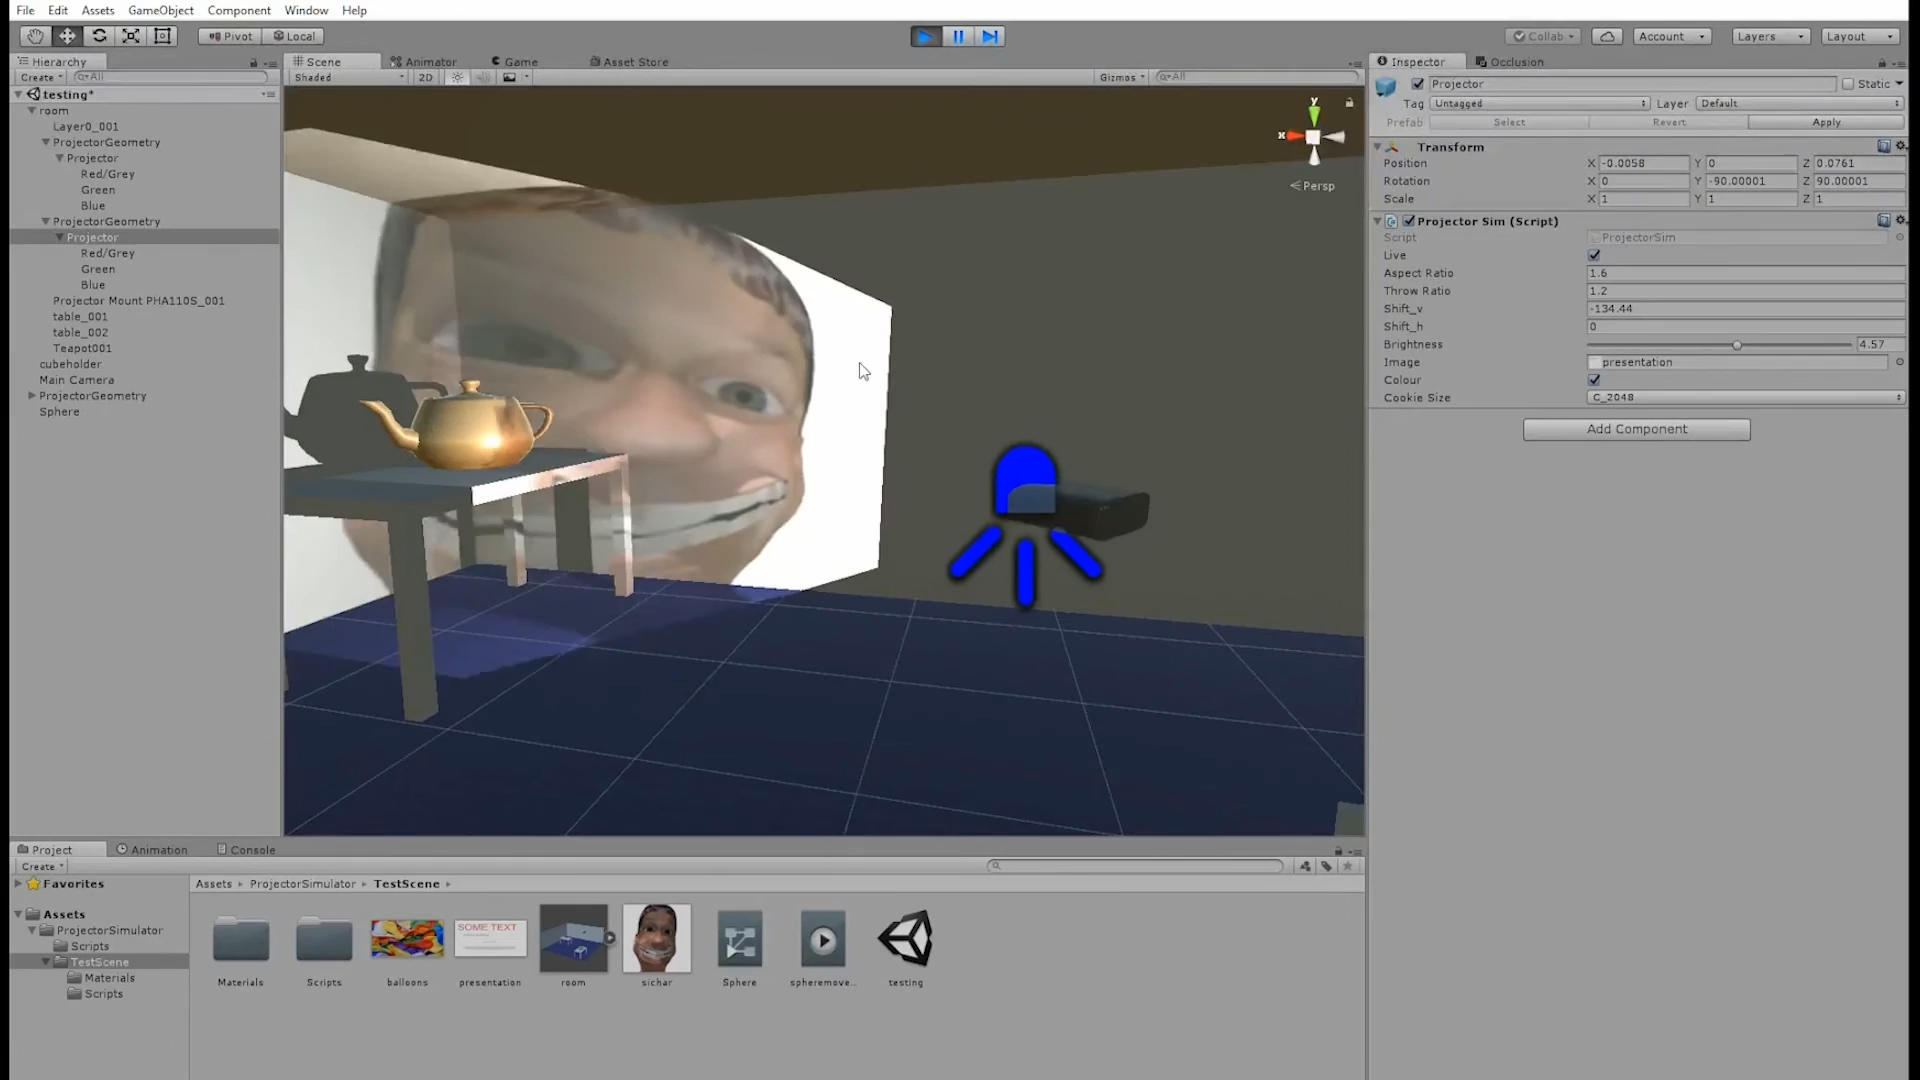 File Edit Assets GameObject Component Window Help
Pivot Local Collab Account Layers Layout
Hierarchy
Create All
testing*
room
Layer0_001
ProjectorGeometry
Projector
Red/Grey
Green
Blue
ProjectorGeometry
Projector
Red/Grey
Green
Blue
Projector Mount PHA110S_001
table_001
table_002
Teapot001
cubeholder
Main Camera
ProjectorGeometry
Sphere
Scene Animator Game Asset Store
Shaded 2D Gizmos All
y
x
Persp
Inspector Occlusion
Projector Static
Tag Untagged Layer Default
Prefab Select Revert Apply
Transform
Position X -0.0058 Y 0 Z 0.0761
Rotation X 0 Y -90.00001 Z 90.00001
Scale X 1 Y 1 Z 1
Projector Sim (Script)
Script ProjectorSim
Live
Aspect Ratio 1.6
Throw Ratio 1.2
Shift_v -134.44
Shift_h 0
Brightness 4.57
Image presentation
Colour
Cookie Size C_2048
Add Component
Project Animation Console
Create
Favorites
Assets
ProjectorSimulator
Scripts
TestScene
Materials
Scripts
Assets ProjectorSimulator TestScene
SOME TEXT
Materials Scripts balloons presentation room sichar Sphere spheremove... testing